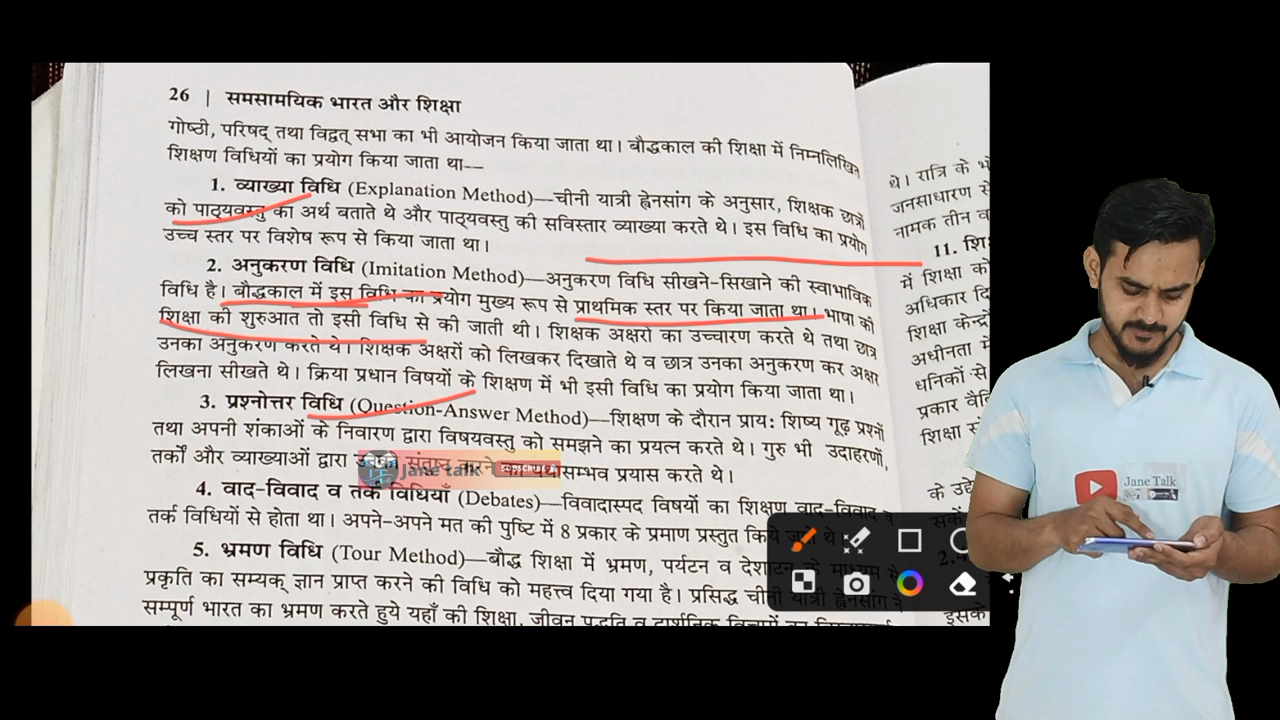 26 | समसामयिक भारत और शिक्षा
गोष्ठी, परिषद् तथा विद्वत् सभा का भी आयोजन किया जाता था। बौद्धकाल की शिक्षा में निम्नलिखित
शिक्षण विधियों का प्रयोग किया जाता था—
1. व्याख्या विधि (Explanation Method)—चीनी यात्री ह्वेनसांग के अनुसार, शिक्षक छात्रों
को पाठ्यवस्तु का अर्थ बताते थे और पाठ्यवस्तु की सविस्तार व्याख्या करते थे। इस विधि का प्रयोग
उच्च स्तर पर विशेष रूप से किया जाता था।
2. अनुकरण विधि (Imitation Method)—अनुकरण विधि सीखने-सिखाने की स्वाभाविक
विधि है। बौद्धकाल में इस विधि का प्रयोग मुख्य रूप से प्राथमिक स्तर पर किया जाता था। भाषा की
शिक्षा की शुरुआत तो इसी विधि से की जाती थी। शिक्षक अक्षरों का उच्चारण करते थे तथा छात्र
उनका अनुकरण करते थे। शिक्षक अक्षरों को लिखकर दिखाते थे व छात्र उनका अनुकरण कर अक्षर
लिखना सीखते थे। क्रिया प्रधान विषयों के शिक्षण में भी इसी विधि का प्रयोग किया जाता था।
3. प्रश्नोत्तर विधि (Question-Answer Method)—शिक्षण के दौरान प्रायः शिष्य गूढ़ प्रश्नों
तथा अपनी शंकाओं के निवारण द्वारा विषयवस्तु को समझने का प्रयत्न करते थे। गुरु भी उदाहरणों,
तर्कों और व्याख्याओं द्वारा संतुष्ट करने का यथासम्भव प्रयास करते थे।
4. वाद-विवाद व तर्क विधियाँ (Debates)—विवादास्पद विषयों का शिक्षण वाद-विवाद व
तर्क विधियों से होता था। अपने-अपने मत की पुष्टि में 8 प्रकार के प्रमाण प्रस्तुत किये जाते थे
5. भ्रमण विधि (Tour Method)—बौद्ध शिक्षा में भ्रमण, पर्यटन व देशाटन के माध्यम से
प्रकृति का सम्यक् ज्ञान प्राप्त करने की विधि को महत्त्व दिया गया है। प्रसिद्ध चीनी यात्री ह्वेनसांग ने
सम्पूर्ण भारत का भ्रमण करते हुये यहाँ की शिक्षा, जीवन पद्धति व दार्शनिक विचारों का
थे। रात्रि के
जनसाधारण से
नामक तीन
11.
में शिक्षा को
अधिकार
शिक्षा केन्द्रों
अधीनता में
धनिकों से
प्रकार
शिक्षा
के
इसके
Jane talk
SUBSCRIBE
Jane Talk